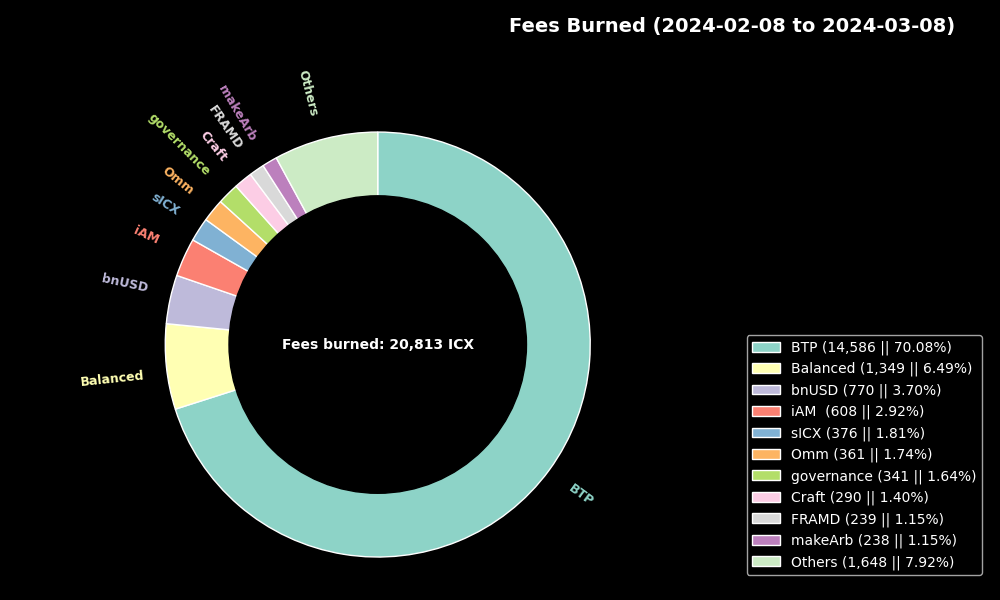 Fees Burned (2024-02-08 to 2024-03-08)
Others
makeArb
FRAMD
Craft
governance
Omm
sICX
iAM
bnUSD
Balanced
BTP
Fees burned: 20,813 ICX
BTP (14,586 || 70.08%)
Balanced (1,349 || 6.49%)
bnUSD (770 || 3.70%)
iAM  (608 || 2.92%)
sICX (376 || 1.81%)
Omm (361 || 1.74%)
governance (341 || 1.64%)
Craft (290 || 1.40%)
FRAMD (239 || 1.15%)
makeArb (238 || 1.15%)
Others (1,648 || 7.92%)